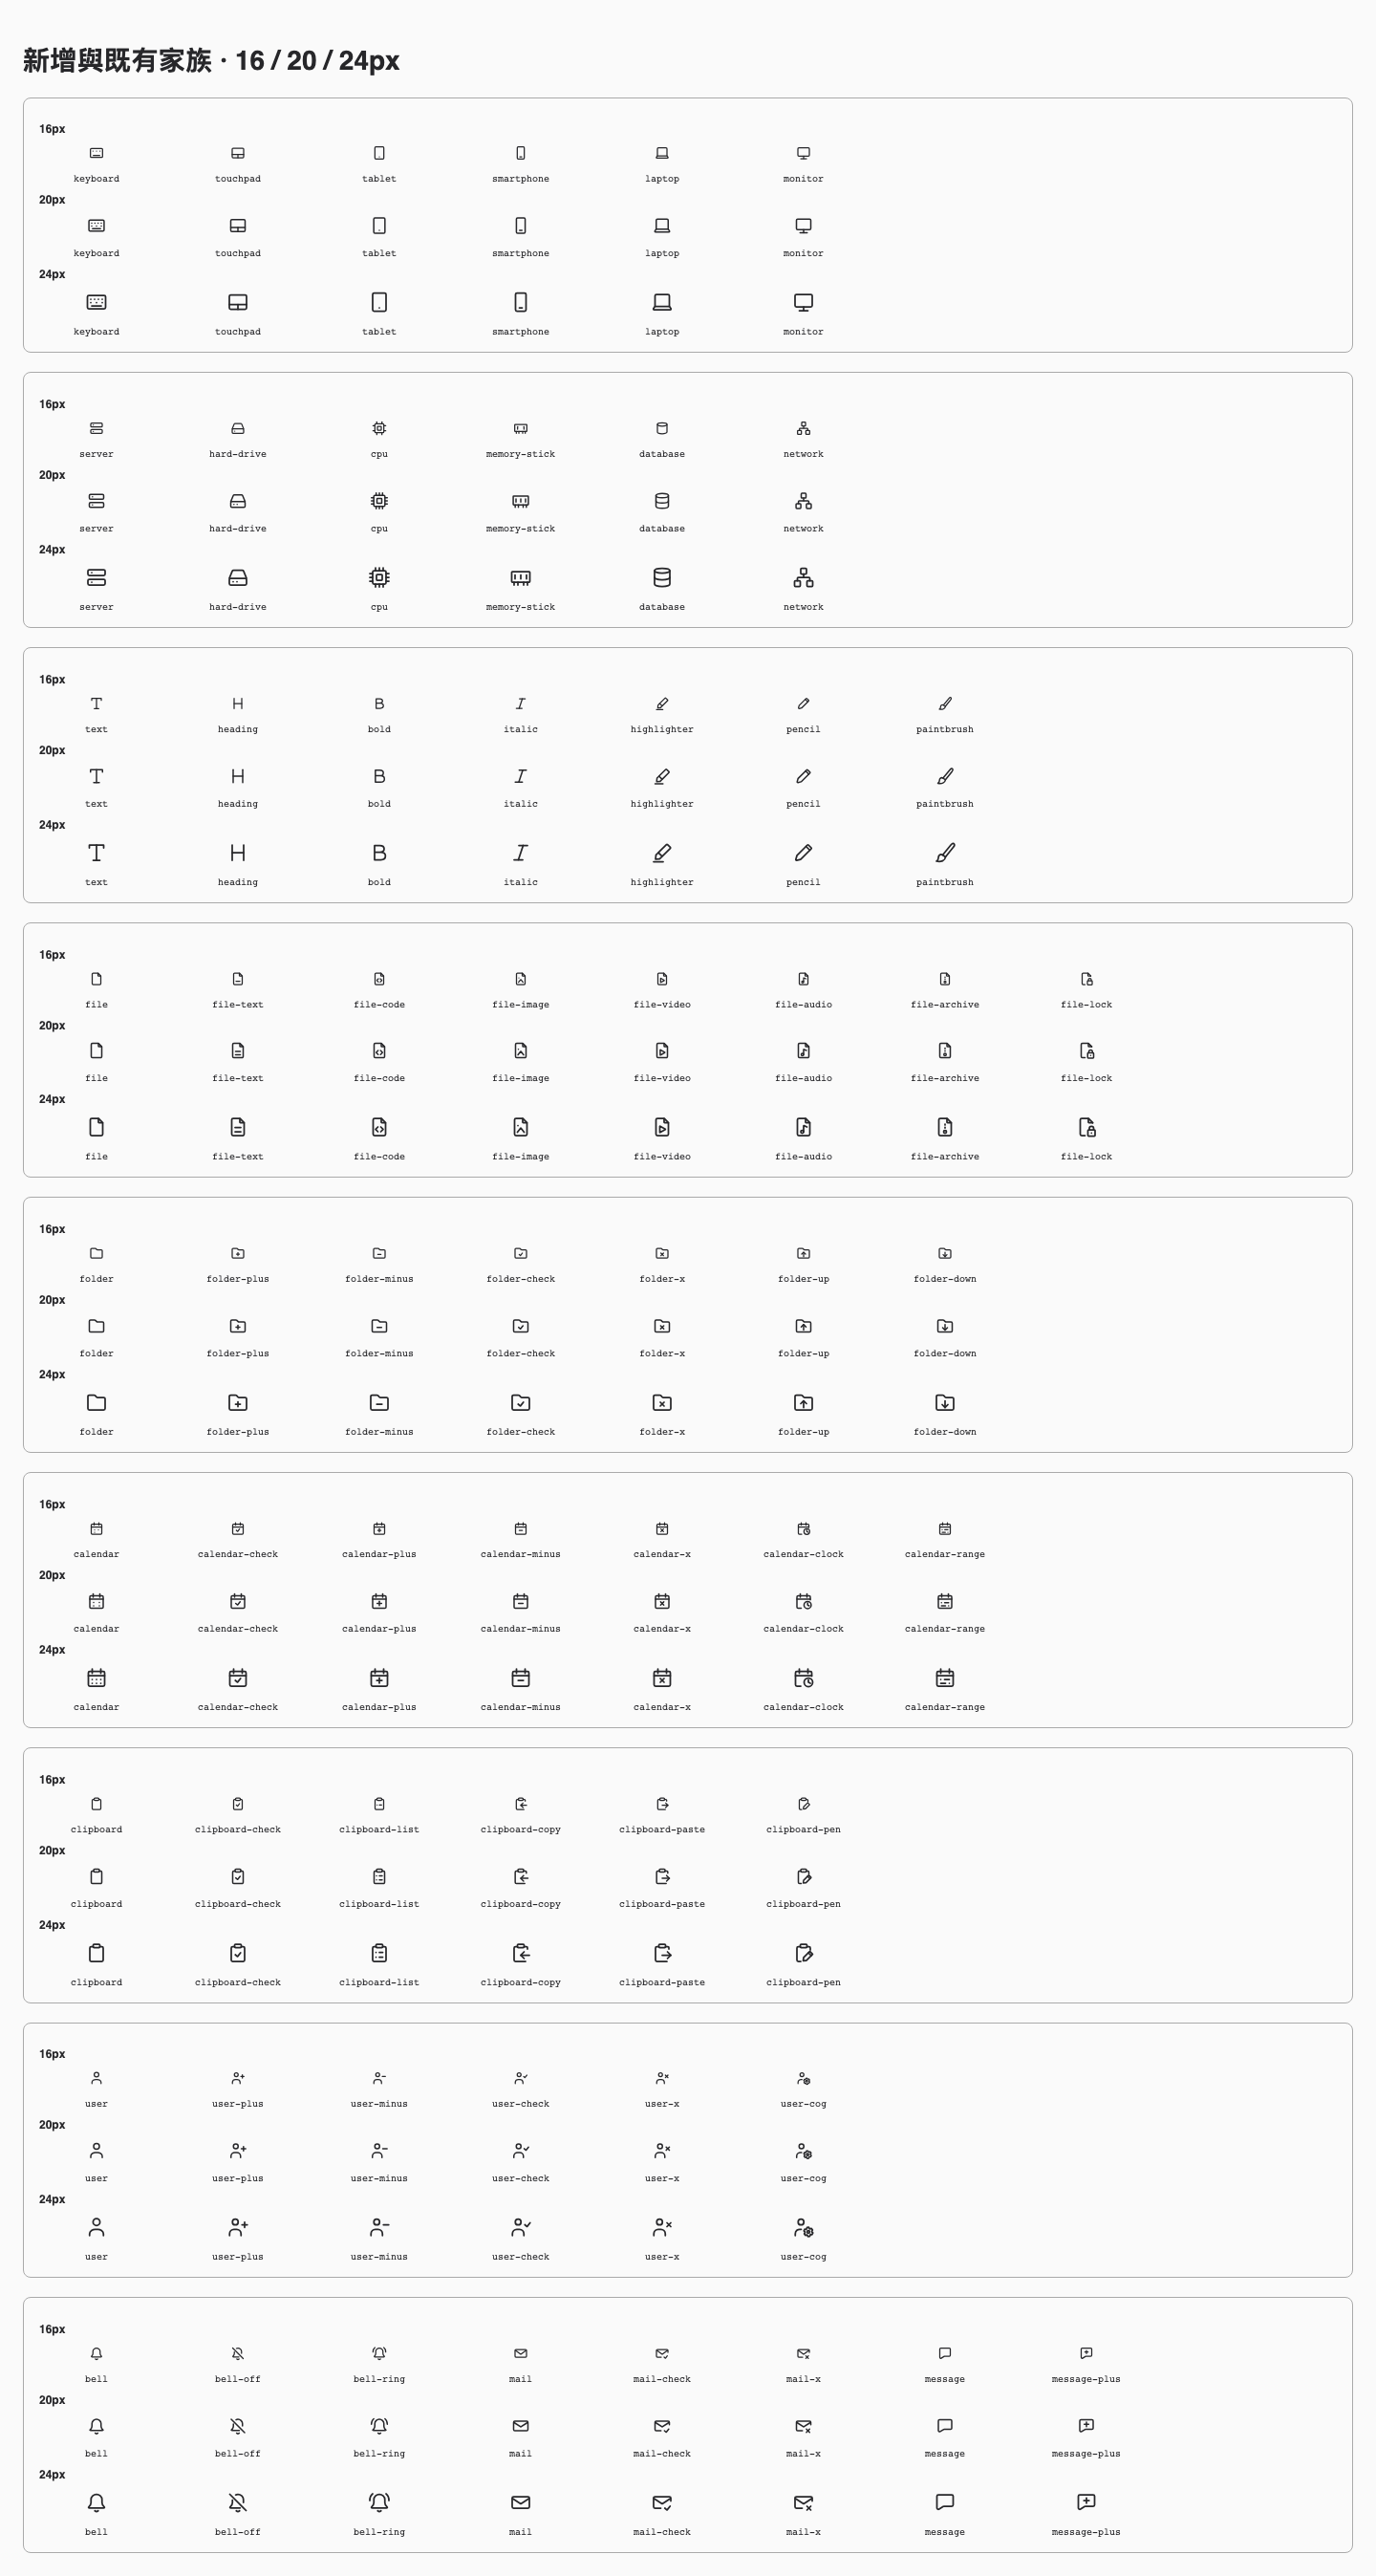 新增與既有家族 · 16 / 20 / 24px
16px
keyboard touchpad tablet smartphone laptop monitor
20px
keyboard touchpad tablet smartphone laptop monitor
24px
keyboard touchpad tablet smartphone laptop monitor
16px
server hard-drive cpu memory-stick database network
20px
server hard-drive cpu memory-stick database network
24px
server hard-drive cpu memory-stick database network
16px
text heading bold italic highlighter pencil paintbrush
20px
text heading bold italic highlighter pencil paintbrush
24px
text heading bold italic highlighter pencil paintbrush
16px
file file-text file-code file-image file-video file-audio file-archive file-lock
20px
file file-text file-code file-image file-video file-audio file-archive file-lock
24px
file file-text file-code file-image file-video file-audio file-archive file-lock
16px
folder folder-plus folder-minus folder-check folder-x folder-up folder-down
20px
folder folder-plus folder-minus folder-check folder-x folder-up folder-down
24px
folder folder-plus folder-minus folder-check folder-x folder-up folder-down
16px
calendar calendar-check calendar-plus calendar-minus calendar-x calendar-clock calendar-range
20px
calendar calendar-check calendar-plus calendar-minus calendar-x calendar-clock calendar-range
24px
calendar calendar-check calendar-plus calendar-minus calendar-x calendar-clock calendar-range
16px
clipboard clipboard-check clipboard-list clipboard-copy clipboard-paste clipboard-pen
20px
clipboard clipboard-check clipboard-list clipboard-copy clipboard-paste clipboard-pen
24px
clipboard clipboard-check clipboard-list clipboard-copy clipboard-paste clipboard-pen
16px
user user-plus user-minus user-check user-x user-cog
20px
user user-plus user-minus user-check user-x user-cog
24px
user user-plus user-minus user-check user-x user-cog
16px
bell bell-off bell-ring mail mail-check mail-x message message-plus
20px
bell bell-off bell-ring mail mail-check mail-x message message-plus
24px
bell bell-off bell-ring mail mail-check mail-x message message-plus